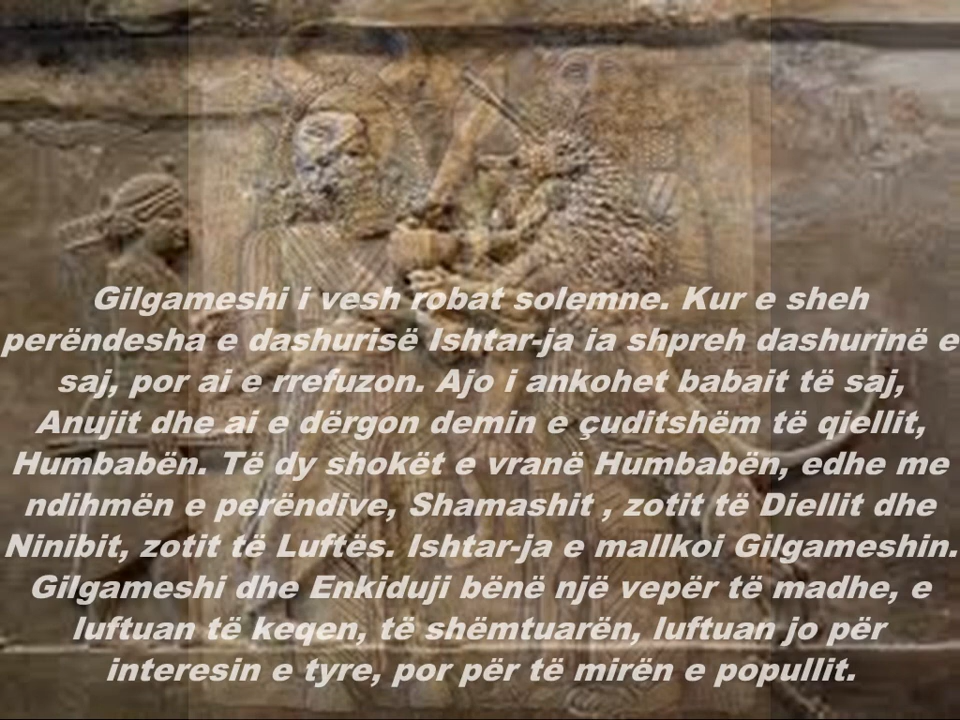 Gilgameshi i vesh robat solemne. Kur e sheh
perëndesha e dashurisë Ishtar-ja ia shpreh dashurinë e
saj, por ai e rrefuzon. Ajo i ankohet babait të saj,
Anujit dhe ai e dërgon demin e çuditshëm të qiellit,
Humbabën. Të dy shokët e vranë Humbabën, edhe me
ndihmën e perëndive, Shamashit , zotit të Diellit dhe
Ninibit, zotit të Luftës. Ishtar-ja e mallkoi Gilgameshin.
Gilgameshi dhe Enkiduji bënë një vepër të madhe, e
luftuan të keqen, të shëmtuarën, luftuan jo për
interesin e tyre, por për të mirën e popullit.